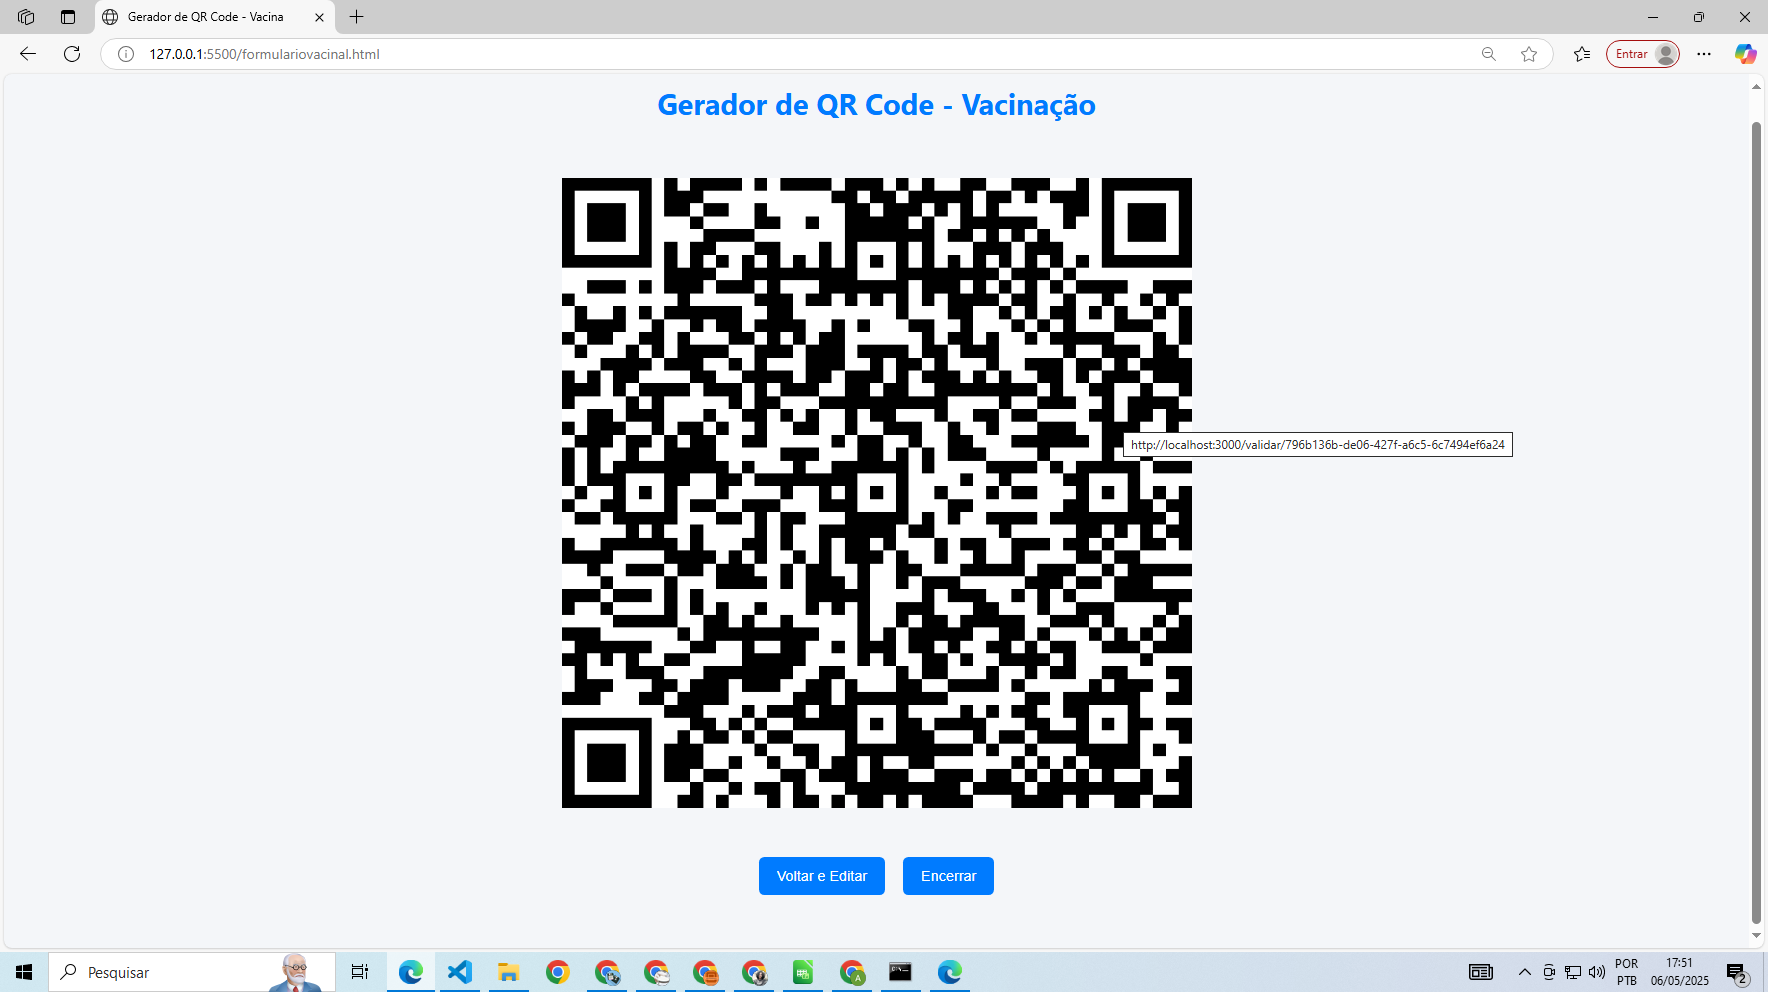 Gerador de QR Code - Vacina
127.0.0.1:5500/formulariovacinal.html
Entrar
Gerador de QR Code - Vacinação
http://localhost:3000/validar/796b136b-de06-427f-a6c5-6c7494ef6a24
Voltar e Editar
Encerrar
Pesquisar
A
POR
PTB
17:51
06/05/2025
2